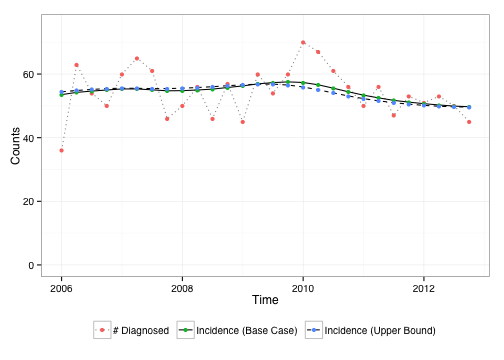 Counts
60
40
20
0
2006 2008 2010 2012
Time
# Diagnosed Incidence (Base Case) Incidence (Upper Bound)